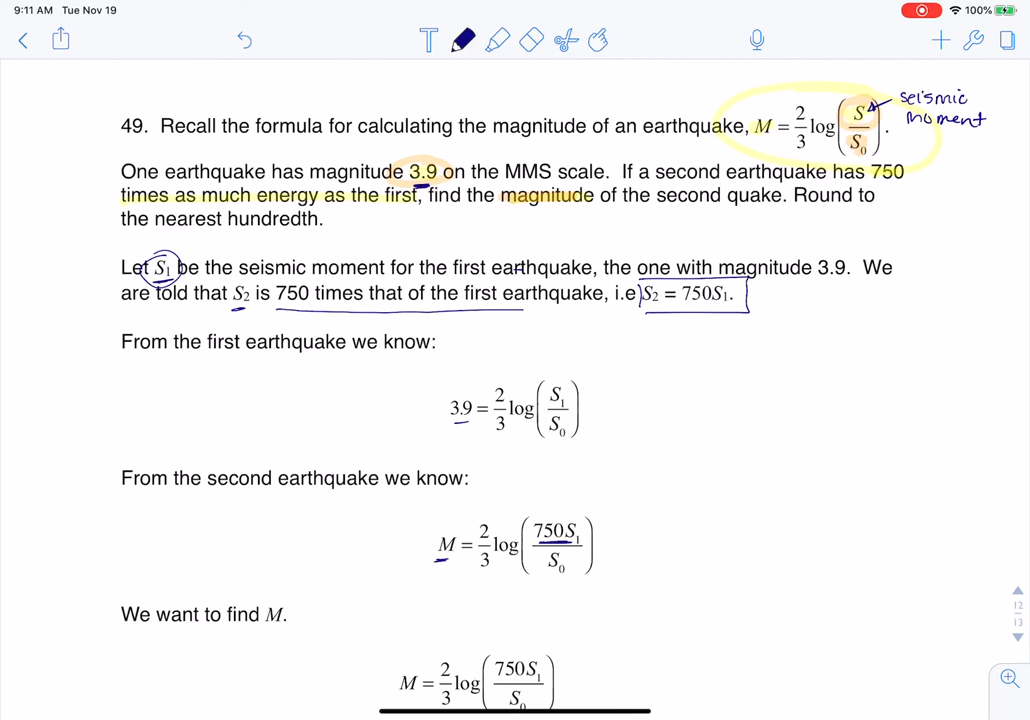 9:11 AM Tue Nov 19
100%
T
seismic
moment
49. Recall the formula for calculating the magnitude of an earthquake, M = 2/3 log(S/S₀).
One earthquake has magnitude 3.9 on the MMS scale. If a second earthquake has 750
times as much energy as the first, find the magnitude of the second quake. Round to
the nearest hundredth.
Let S₁ be the seismic moment for the first earthquake, the one with magnitude 3.9. We
are told that S₂ is 750 times that of the first earthquake, i.e S₂ = 750S₁.
From the first earthquake we know:
3.9 = 2/3 log(S₁/S₀)
From the second earthquake we know:
M = 2/3 log(750S₁/S₀)
We want to find M.
M = 2/3 log(750S₁/S₀)
12
13